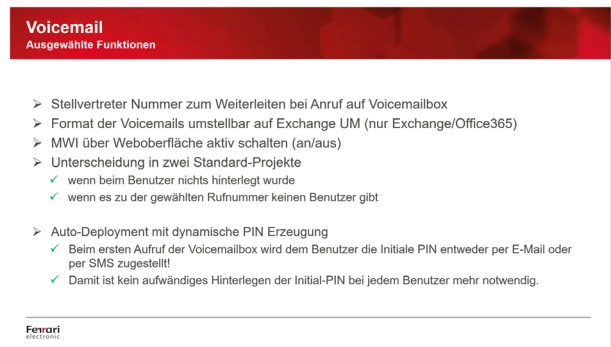 Voicemail
Ausgewählte Funktionen
➢ Stellvertreter Nummer zum Weiterleiten bei Anruf auf Voicemailbox
➢ Format der Voicemails umstellbar auf Exchange UM (nur Exchange/Office365)
➢ MWI über Weboberfläche aktiv schalten (an/aus)
➢ Unterscheidung in zwei Standard-Projekte
✓ wenn beim Benutzer nichts hinterlegt wurde
✓ wenn es zu der gewählten Rufnummer keinen Benutzer gibt
➢ Auto-Deployment mit dynamische PIN Erzeugung
✓ Beim ersten Aufruf der Voicemailbox wird dem Benutzer die Initiale PIN entweder per E-Mail oder
per SMS zugestellt!
✓ Damit ist kein aufwändiges Hinterlegen der Initial-PIN bei jedem Benutzer mehr notwendig.
Ferrari
electronic